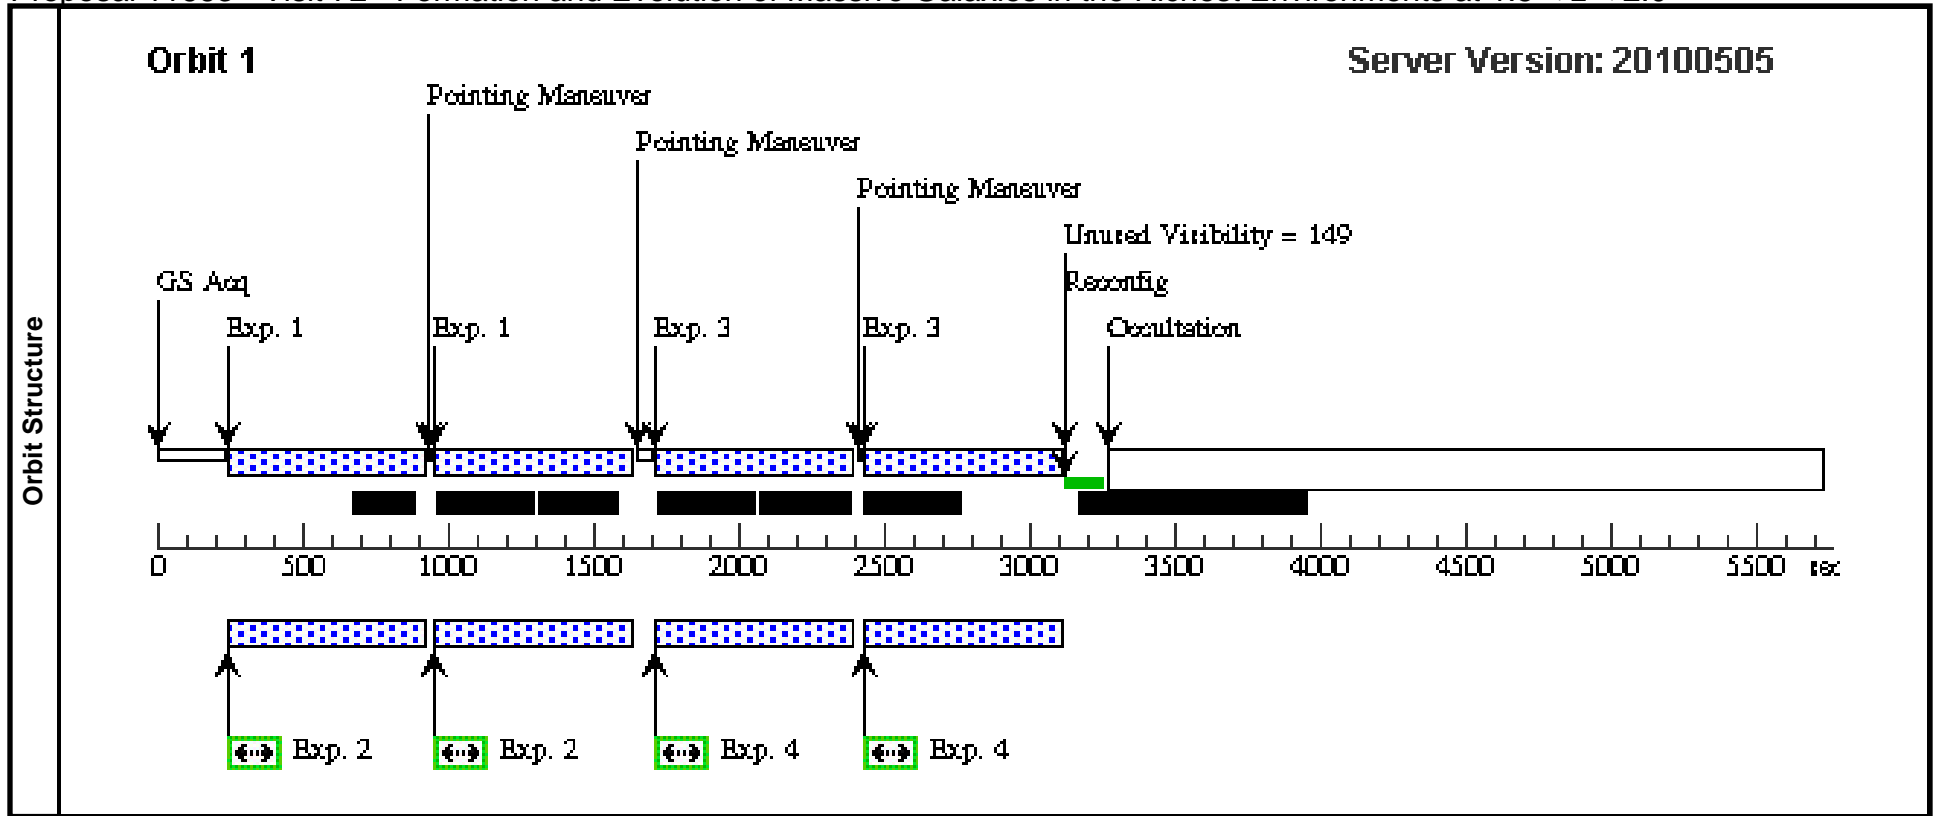 Orbit 1
Server Version: 20100505
Pointing Maneuver
Pointing Maneuver
Pointing Maneuver
Unused Visibility = 149
GS Acq
Reconfig
Exp. 1
Exp. 1
Exp. 3
Exp. 3
Occultation
Orbit Structure
0 500 1000 1500 2000 2500 3000 3500 4000 4500 5000 5500 sec
Exp. 2
Exp. 2
Exp. 4
Exp. 4